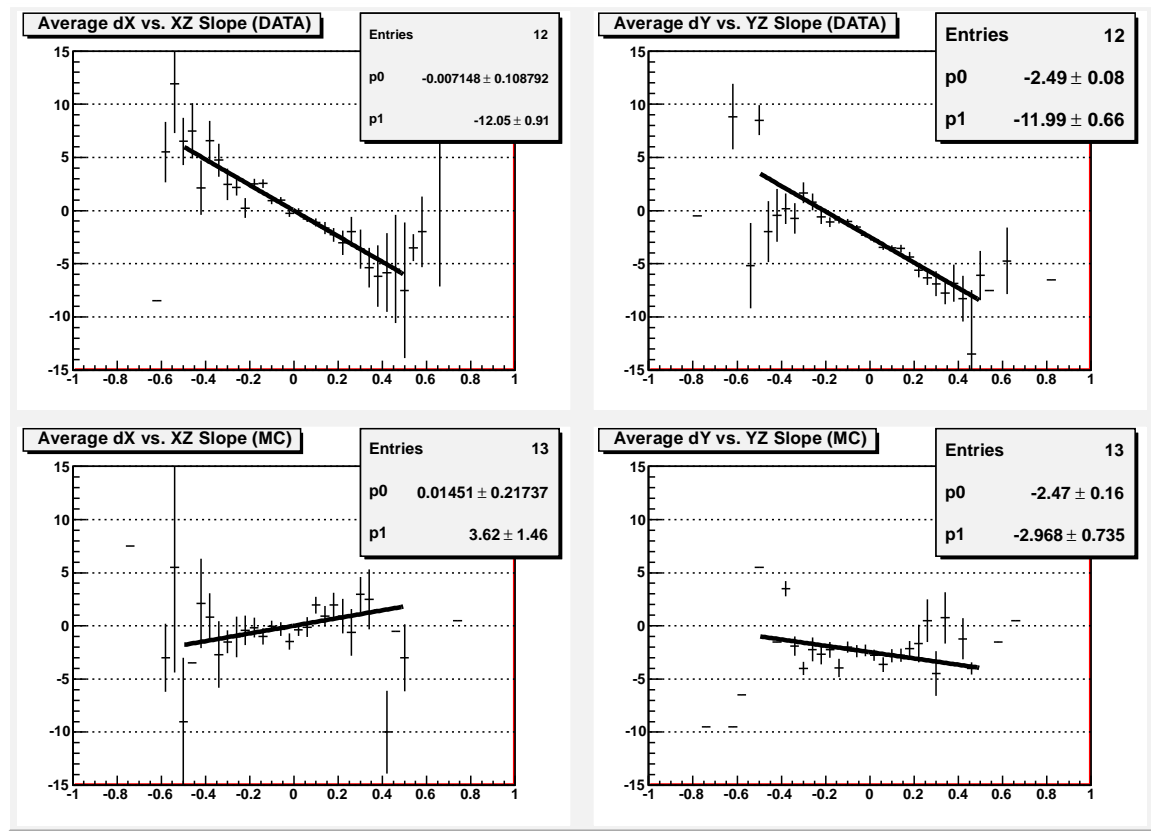 Average dX vs. XZ Slope (DATA)
Entries 12
p0 -0.007148 ± 0.108792
p1 -12.05 ± 0.91
15
10
5
0
-5
-10
-15
-1 -0.8 -0.6 -0.4 -0.2 0 0.2 0.4 0.6 0.8 1
Average dY vs. YZ Slope (DATA)
Entries 12
p0 -2.49 ± 0.08
p1 -11.99 ± 0.66
15
10
5
0
-5
-10
-15
-1 -0.8 -0.6 -0.4 -0.2 0 0.2 0.4 0.6 0.8 1
Average dX vs. XZ Slope (MC)
Entries 13
p0 0.01451 ± 0.21737
p1 3.62 ± 1.46
15
10
5
0
-5
-10
-15
-1 -0.8 -0.6 -0.4 -0.2 0 0.2 0.4 0.6 0.8 1
Average dY vs. YZ Slope (MC)
Entries 13
p0 -2.47 ± 0.16
p1 -2.968 ± 0.735
15
10
5
0
-5
-10
-15
-1 -0.8 -0.6 -0.4 -0.2 0 0.2 0.4 0.6 0.8 1